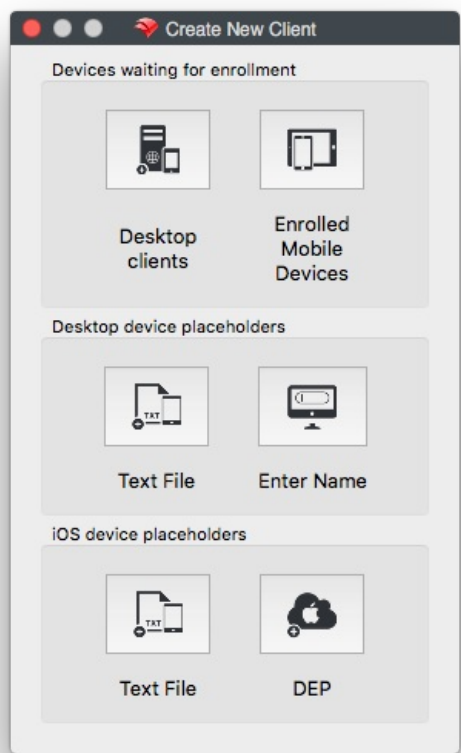 Create New Client
Devices waiting for enrollment
Desktop
clients
Enrolled
Mobile
Devices
Desktop device placeholders
TXT
Text File
Enter Name
iOS device placeholders
TXT
Text File
DEP